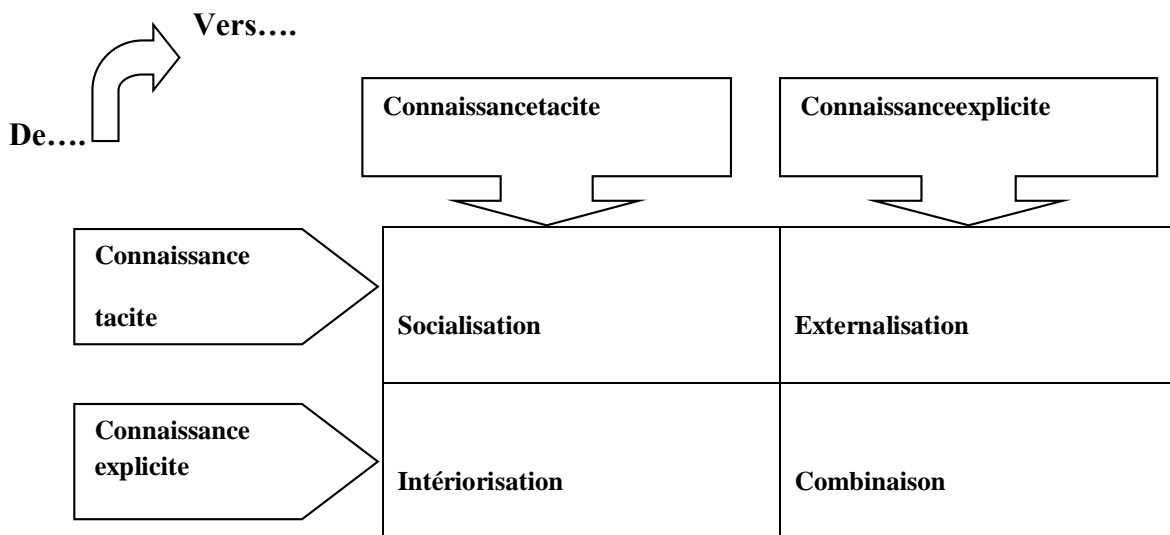 Vers….
De….
Connaissancetacite
Connaissanceexplicite
Connaissance
tacite
Socialisation
Externalisation
Connaissance
explicite
Intériorisation
Combinaison